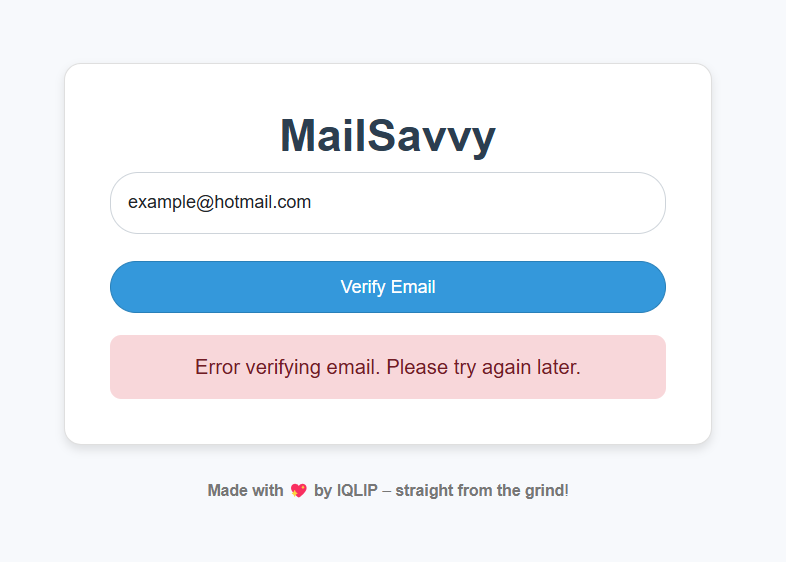 MailSavvy
example@hotmail.com
Verify Email
Error verifying email. Please try again later.
Made with 💖 by IQLIP – straight from the grind!